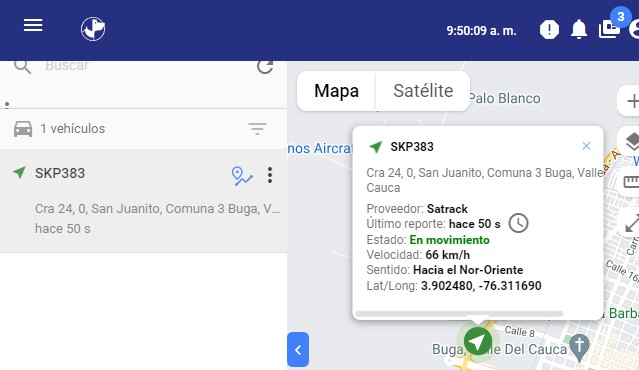 9:50:09 a. m.
3
Buscar
1 vehículos
SKP383
Cra 24, 0, San Juanito, Comuna 3 Buga, V...
hace 50 s
Mapa
Satélite
Palo Blanco
nos Aircraf
SKP383
Cra 24, 0, San Juanito, Comuna 3 Buga, Valle
Cauca
Proveedor: Satrack
Último reporte: hace 50 s
Estado: En movimiento
Velocidad: 66 km/h
Sentido: Hacia el Nor-Oriente
Lat/Long: 3.902480, -76.311690
Calle 16
Barba
Calle 8
Buga, Valle Del Cauca